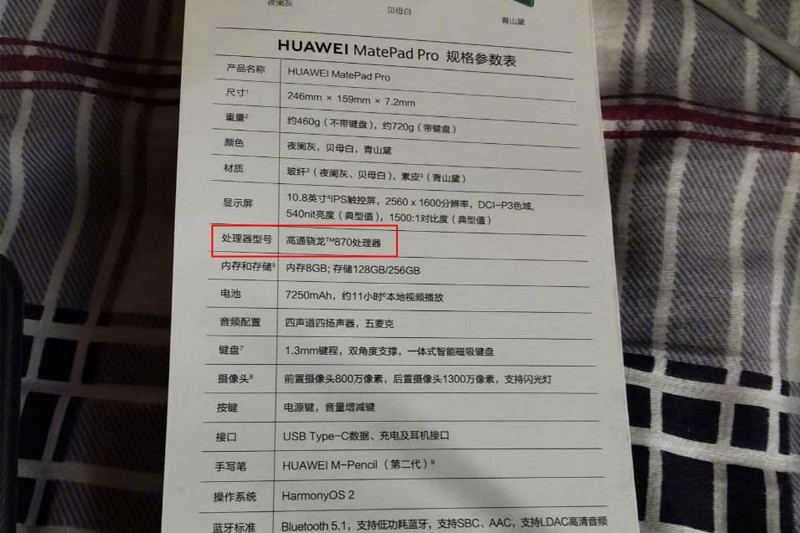 夜阑灰
贝母白
青山黛
HUAWEI MatePad Pro 规格参数表
产品名称 HUAWEI MatePad Pro
尺寸¹ 246mm × 159mm × 7.2mm
重量² 约460g（不带键盘），约720g（带键盘）
颜色 夜阑灰，贝母白，青山黛
材质 玻纤³（夜阑灰、贝母白），素皮³（青山黛）
显示屏 10.8英寸⁴IPS触控屏，2560 x 1600分辨率，DCI-P3色域，
540nit亮度（典型值），1500:1对比度（典型值）
处理器型号 高通骁龙™870处理器
内存和存储⁵ 内存8GB; 存储128GB/256GB
电池 7250mAh，约11小时⁶本地视频播放
音频配置 四声道四扬声器，五麦克
键盘⁷ 1.3mm键程，双角度支撑，一体式智能磁吸键盘
摄像头⁸ 前置摄像头800万像素，后置摄像头1300万像素，支持闪光灯
按键 电源键，音量增减键
接口 USB Type-C数据、充电及耳机接口
手写笔 HUAWEI M-Pencil（第二代）⁹
操作系统 HarmonyOS 2
蓝牙标准 Bluetooth 5.1，支持低功耗蓝牙，支持SBC、AAC，支持LDAC高清音频